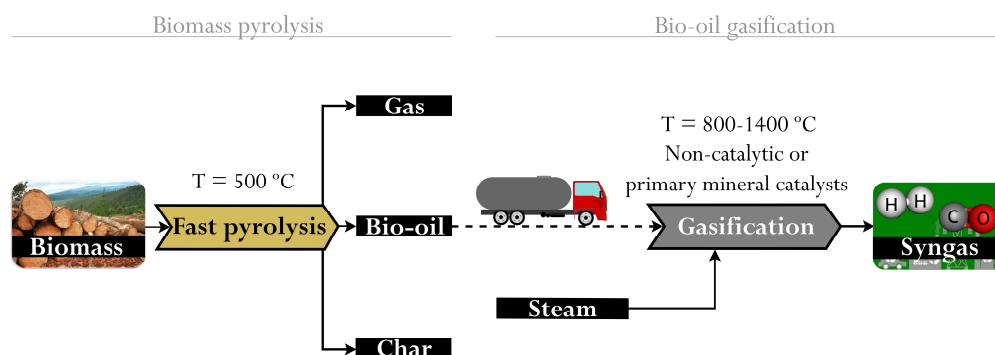 Biomass pyrolysis
Bio-oil gasification
Gas
T = 800-1400 ºC
Non-catalytic or
primary mineral catalysts
T = 500 ºC
Biomass
Fast pyrolysis
Bio-oil
Gasification
H H
C O
Syngas
Steam
Char